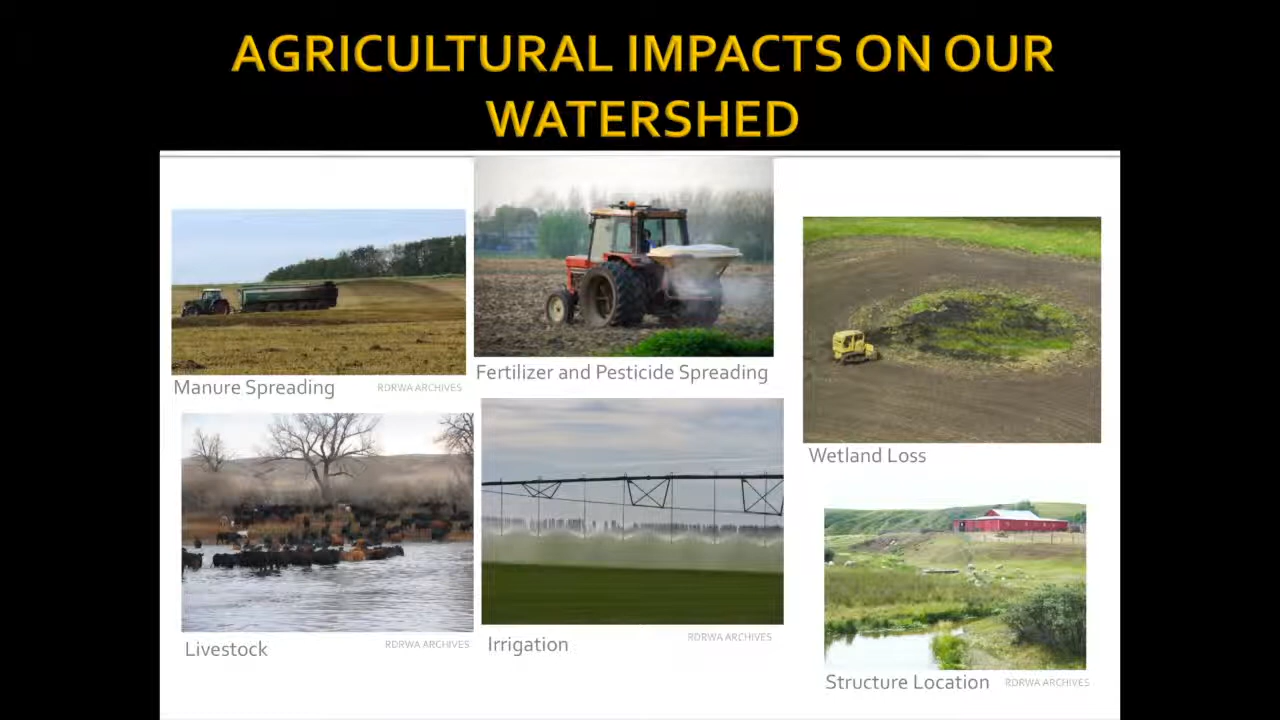 AGRICULTURAL IMPACTS ON OUR
WATERSHED
Manure Spreading
RDRWA ARCHIVES
Fertilizer and Pesticide Spreading
Wetland Loss
Livestock
RDRWA ARCHIVES
Irrigation
RDRWA ARCHIVES
Structure Location
RDRWA ARCHIVES